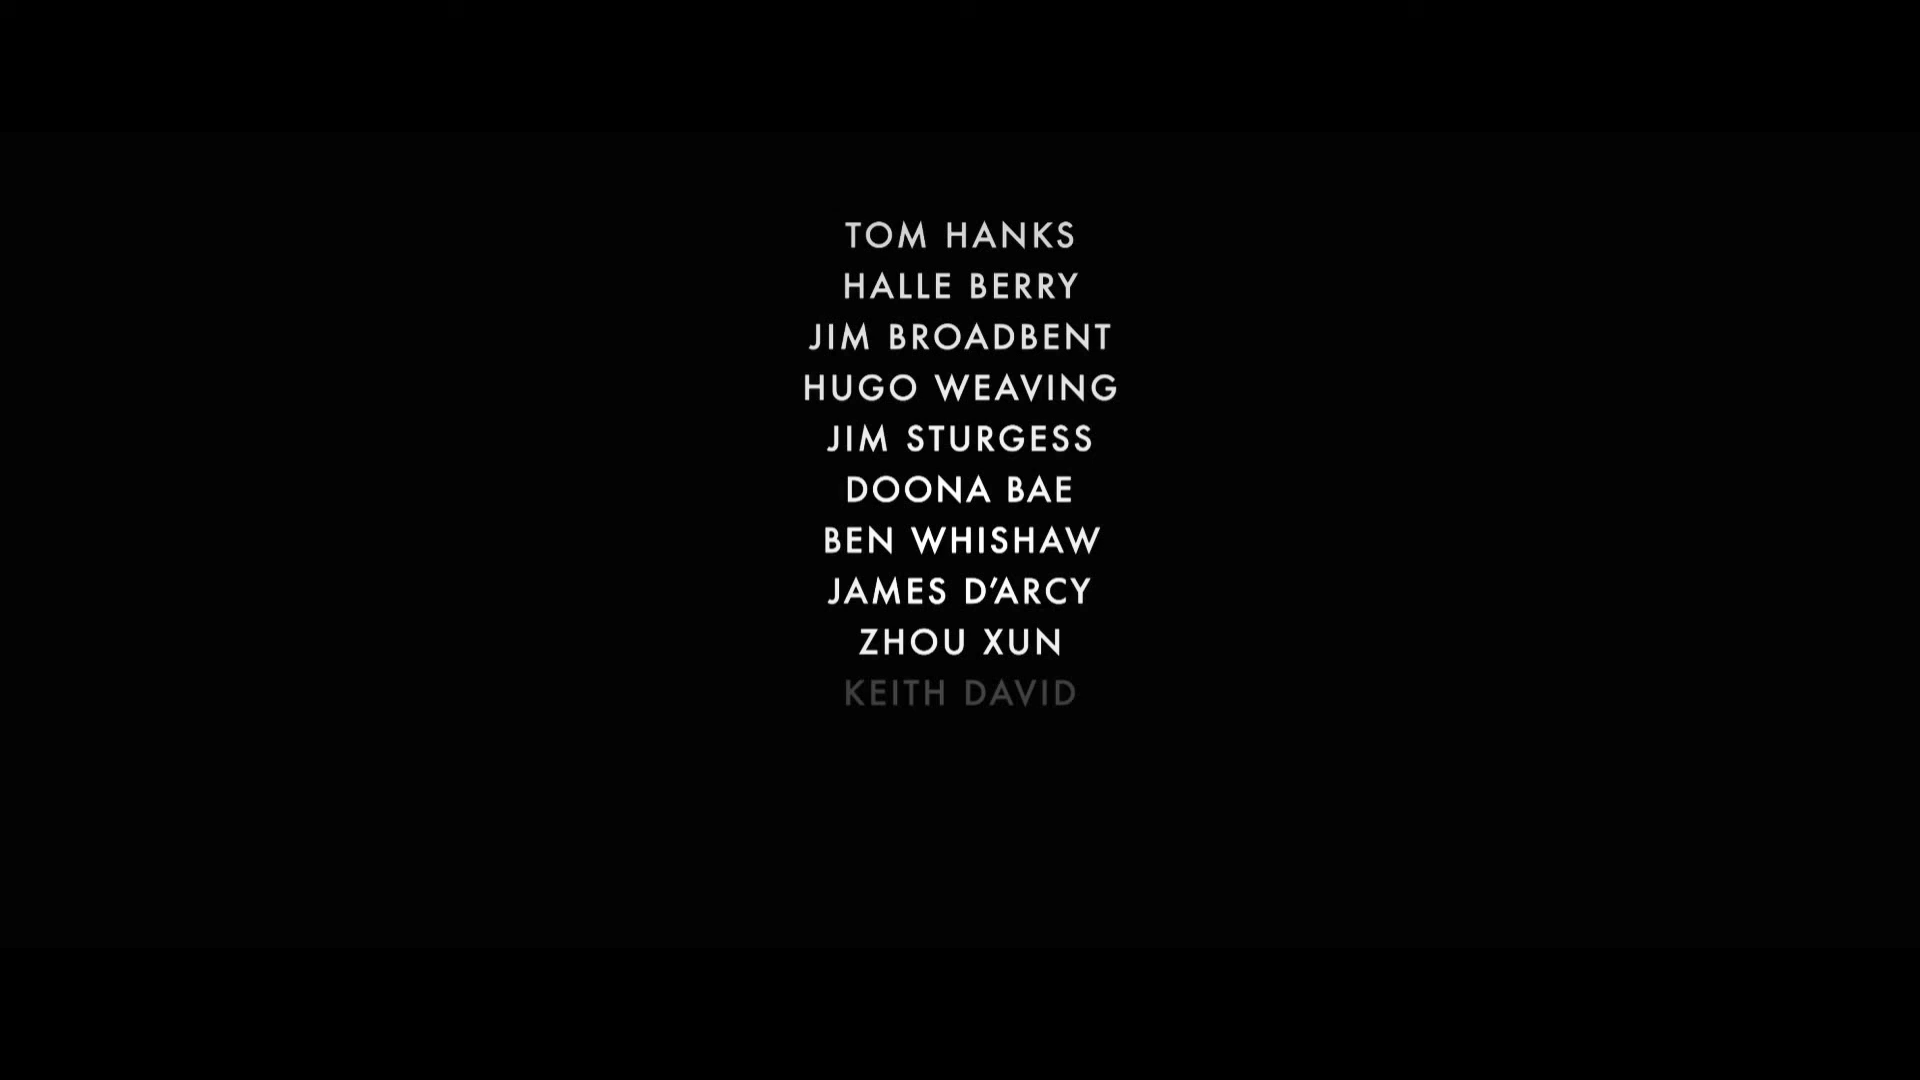 TOM HANKS
HALLE BERRY
JIM BROADBENT
HUGO WEAVING
JIM STURGESS
DOONA BAE
BEN WHISHAW
JAMES D'ARCY
ZHOU XUN
KEITH DAVID